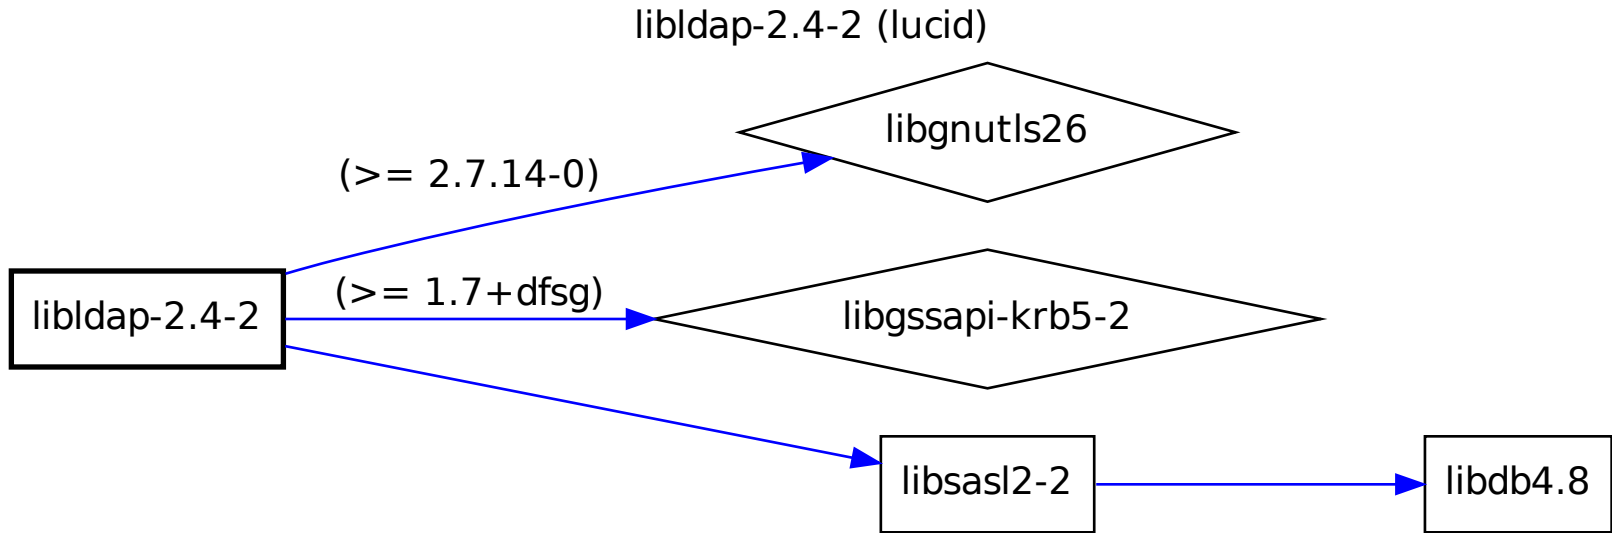 libldap-2.4-2 (lucid)
libgnutls26
(>= 2.7.14-0)
(>= 1.7+dfsg)
libldap-2.4-2
libgssapi-krb5-2
libsasl2-2
libdb4.8